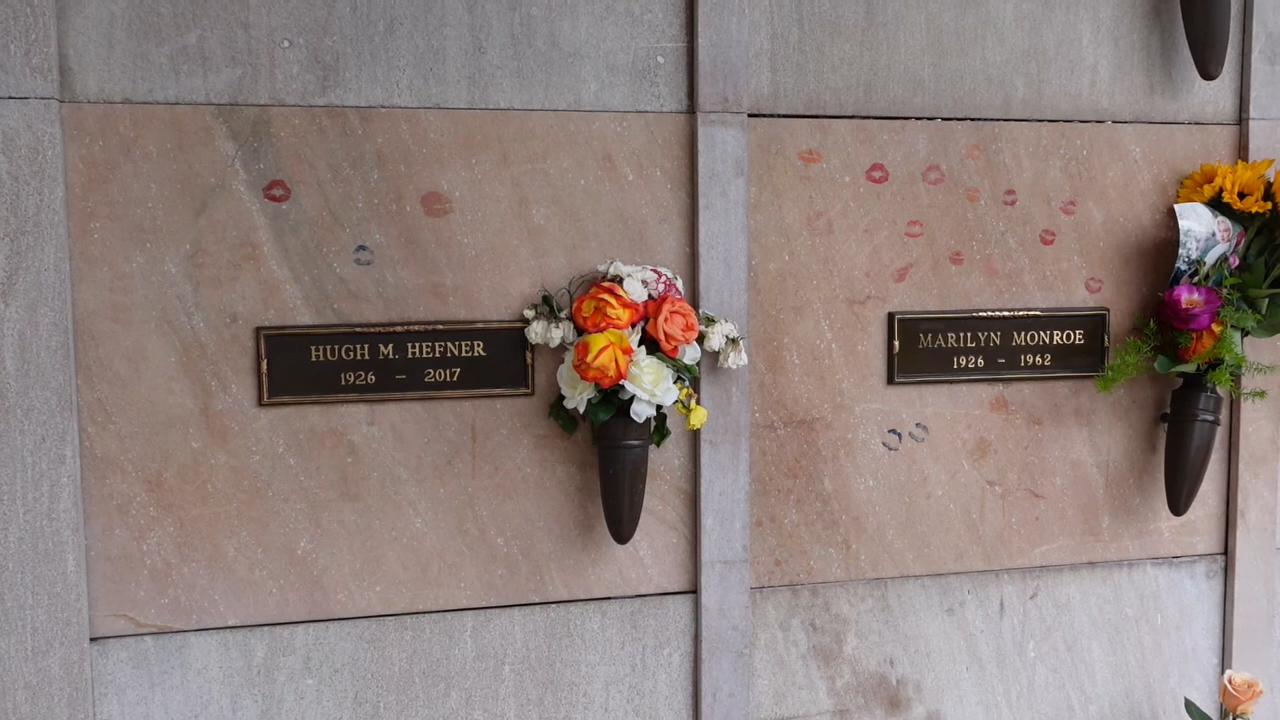 HUGH M. HEFNER
1926 – 2017
MARILYN MONROE
1926 – 1962